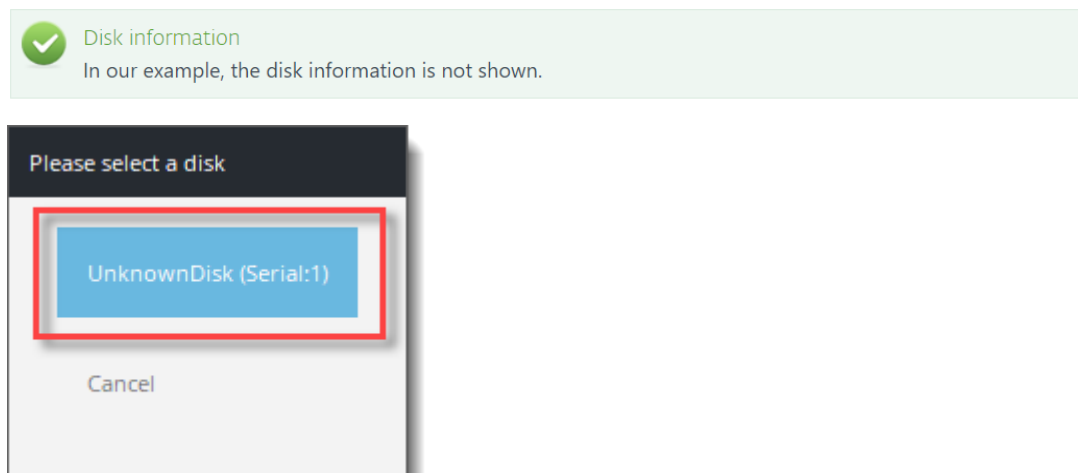 Disk information
In our example, the disk information is not shown.
Please select a disk
UnknownDisk (Serial:1)
Cancel